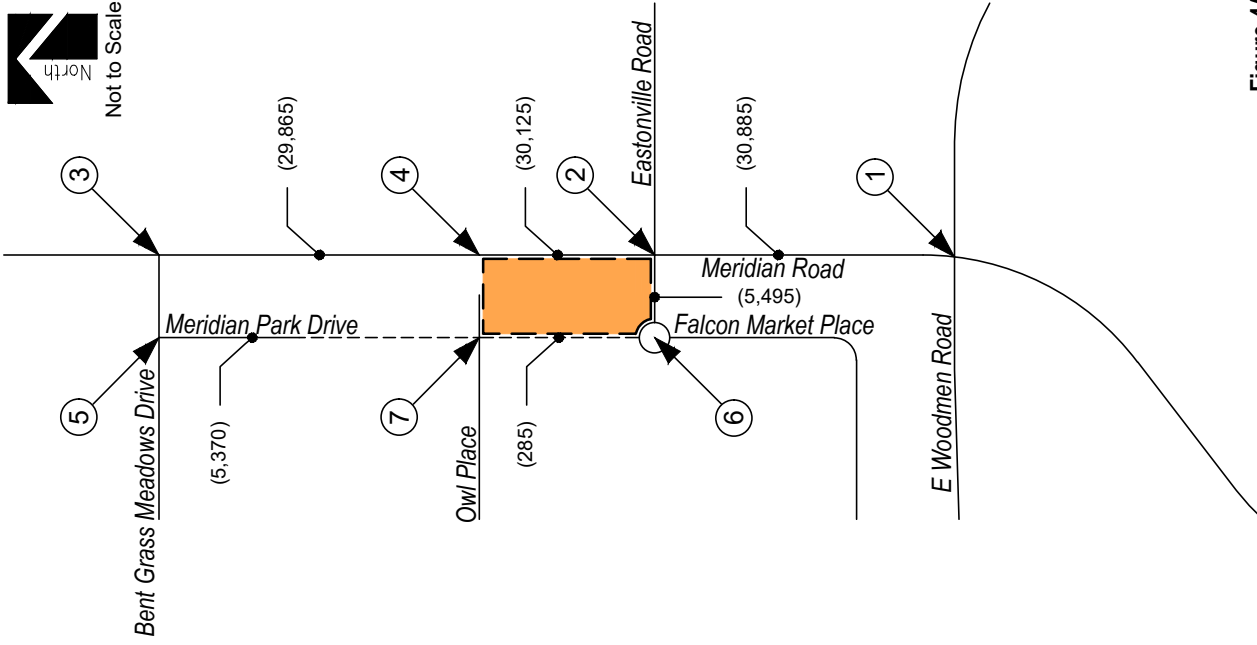 North
Not to Scale
3
(29,865)
4
(30,125)
2
Eastonville Road
(30,885)
1
Meridian Road
(5,495)
Meridian Park Drive
Falcon Market Place
5
Bent Grass Meadows Drive
(5,370)
7
Owl Place
(285)
6
E Woodmen Road